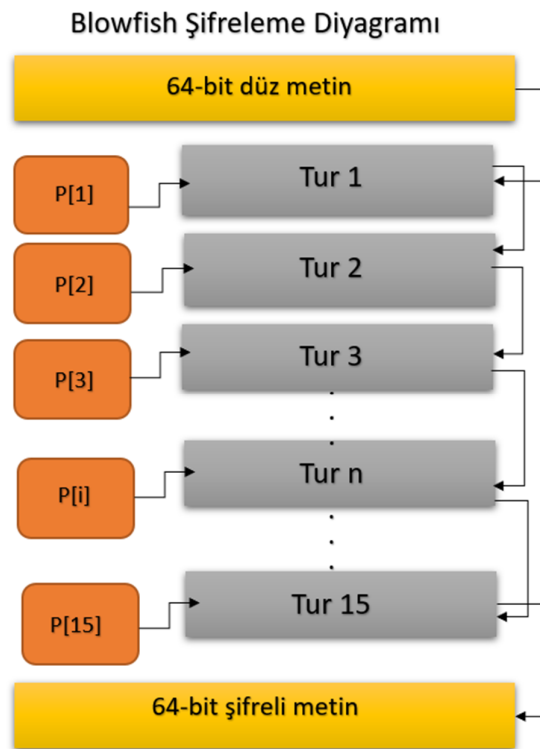 Blowfish Şifreleme Diyagramı
64-bit düz metin
P[1]
Tur 1
P[2]
Tur 2
P[3]
Tur 3
P[i]
Tur n
P[15]
Tur 15
64-bit şifreli metin